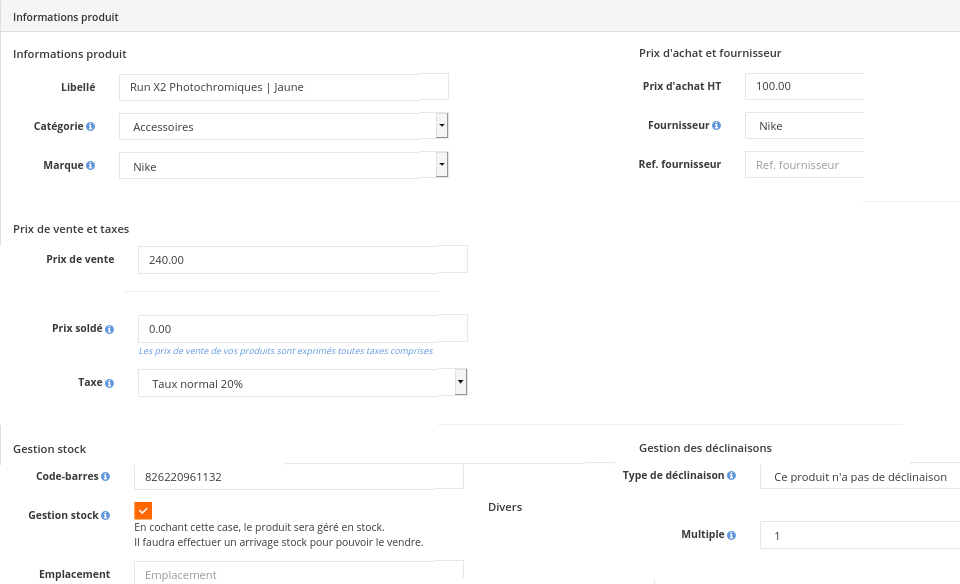 Informations produit
Informations produit
Libellé Run X2 Photochromiques | Jaune
Catégorie Accessoires
Marque Nike
Prix d'achat et fournisseur
Prix d'achat HT 100.00
Fournisseur Nike
Ref. fournisseur Ref. fournisseur
Prix de vente et taxes
Prix de vente 240.00
Prix soldé 0.00
Les prix de vente de vos produits sont exprimés toutes taxes comprises
Taxe Taux normal 20%
Gestion stock
Code-barres 826220961132
Gestion stock
En cochant cette case, le produit sera géré en stock.
Il faudra effectuer un arrivage stock pour pouvoir le vendre.
Emplacement Emplacement
Gestion des déclinaisons
Type de déclinaison Ce produit n'a pas de déclinaison
Divers
Multiple 1